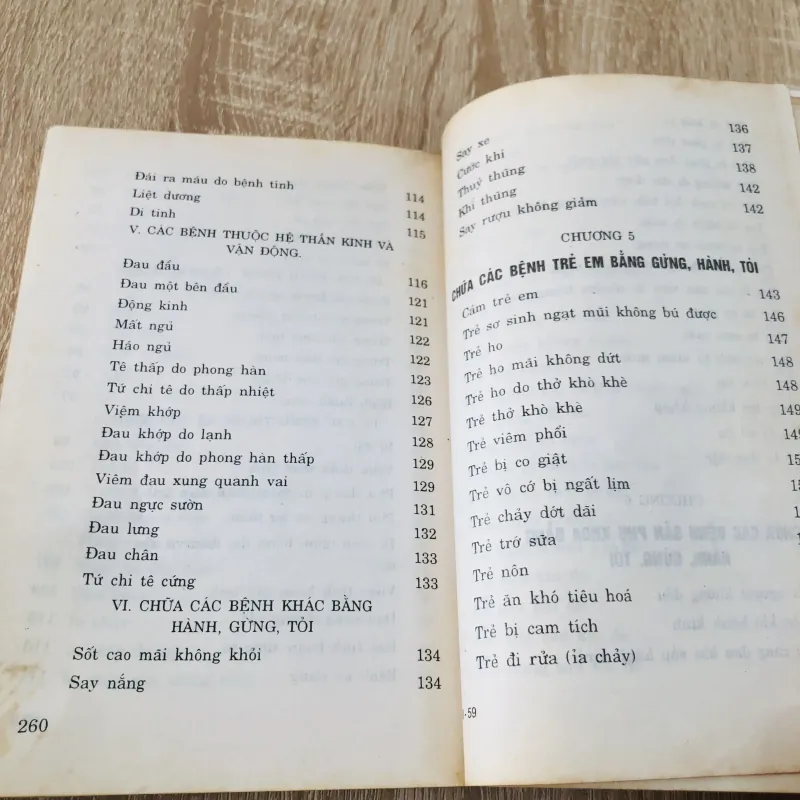 Đái ra máu do bệnh tinh 114
Liệt dương 114
Di tinh 115
V. CÁC BỆNH THUỘC HỆ THẦN KINH VÀ
VẬN ĐỘNG.
Đau đầu 116
Đau một bên đầu 121
Động kinh 121
Mất ngủ 122
Háo ngủ 122
Tê thấp do phong hàn 123
Tứ chi tê do thấp nhiệt 126
Viêm khớp 127
Đau khớp do lạnh 128
Đau khớp do phong hàn thấp 129
Viêm đau xung quanh vai 129
Đau ngực sườn 131
Đau lưng 132
Đau chân 133
Tứ chi tê cứng 133
VI. CHỮA CÁC BỆNH KHÁC BẰNG
HÀNH, GỪNG, TỎI
Sốt cao mãi không khỏi 134
Say nắng 134
260
Say xe 136
Cước khí 137
Thuỷ thũng 138
Khí thũng 142
Say rượu không giảm 142
CHƯƠNG 5
CHỮA CÁC BỆNH TRẺ EM BẰNG GỪNG, HÀNH, TỎI
Cảm trẻ em 143
Trẻ sơ sinh ngạt mũi không bú được 146
Trẻ ho 147
Trẻ ho mãi không dứt 148
Trẻ ho do thở khò khè 148
Trẻ thở khò khè 149
Trẻ viêm phổi
Trẻ bị co giật
Trẻ vô cớ bị ngất lịm
Trẻ chảy dớt dãi
Trẻ trớ sữa
Trẻ nôn
Trẻ ăn khó tiêu hoá
Trẻ bị cam tích
Trẻ đi rửa (ỉa chảy)